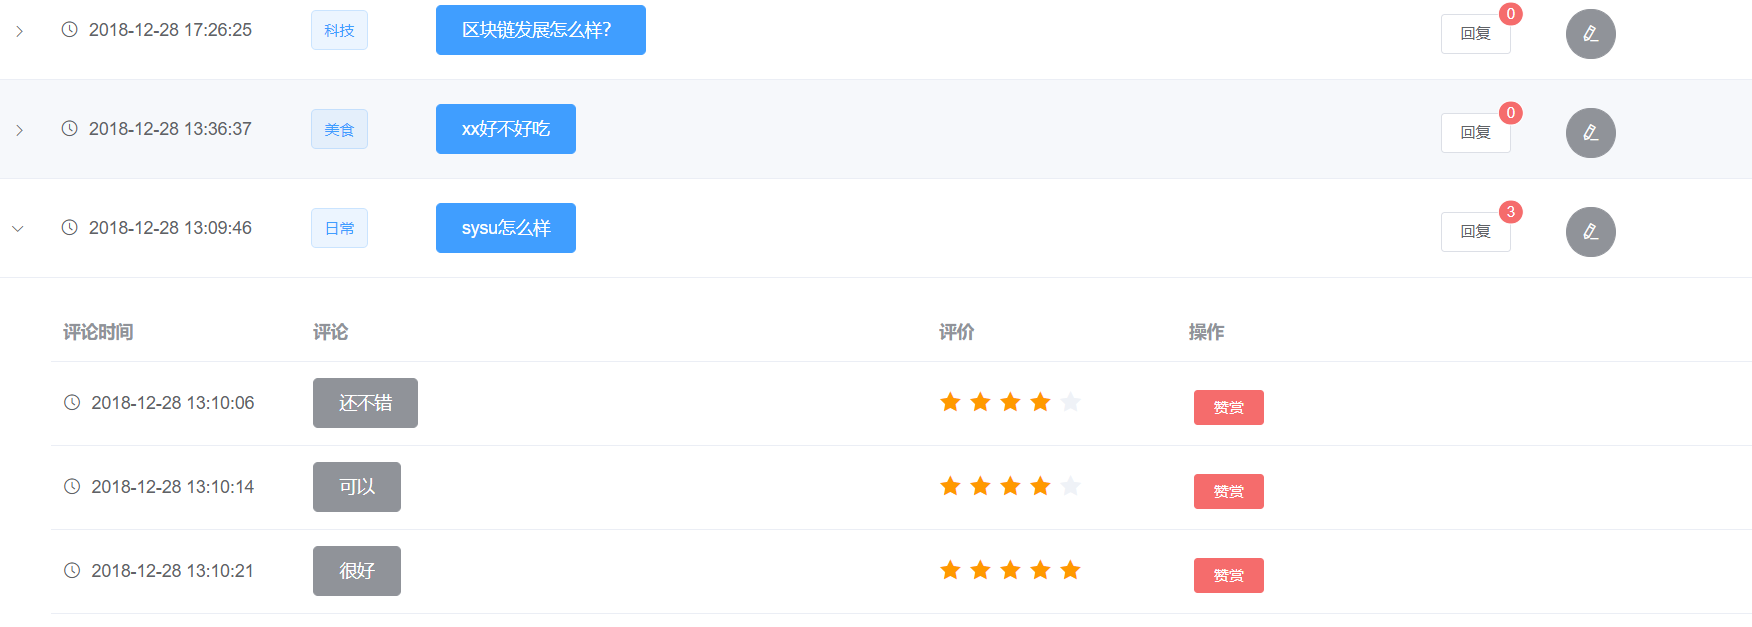 2018-12-28 17:26:25 科技 区块链发展怎么样? 回复 0
2018-12-28 13:36:37 美食 xx好不好吃 回复 0
2018-12-28 13:09:46 日常 sysu怎么样 回复 3
评论时间 评论 评价 操作
2018-12-28 13:10:06 还不错 赞赏
2018-12-28 13:10:14 可以 赞赏
2018-12-28 13:10:21 很好 赞赏